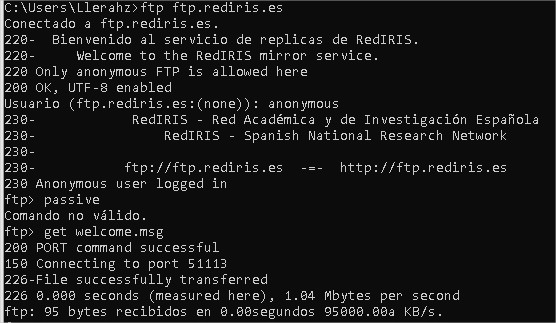 C:\Users\Llerahz>ftp ftp.rediris.es
Conectado a ftp.rediris.es.
220-  Bienvenido al servicio de replicas de RedIRIS.
220-     Welcome to the RedIRIS mirror service.
220 Only anonymous FTP is allowed here
200 OK, UTF-8 enabled
Usuario (ftp.rediris.es:(none)): anonymous
230-            RedIRIS - Red Académica y de Investigación Española
230-                RedIRIS - Spanish National Research Network
230-
230-           ftp://ftp.rediris.es  -=-  http://ftp.rediris.es
230 Anonymous user logged in
ftp> passive
Comando no válido.
ftp> get welcome.msg
200 PORT command successful
150 Connecting to port 51113
226-File successfully transferred
226 0.000 seconds (measured here), 1.04 Mbytes per second
ftp: 95 bytes recibidos en 0.00segundos 95000.00a KB/s.